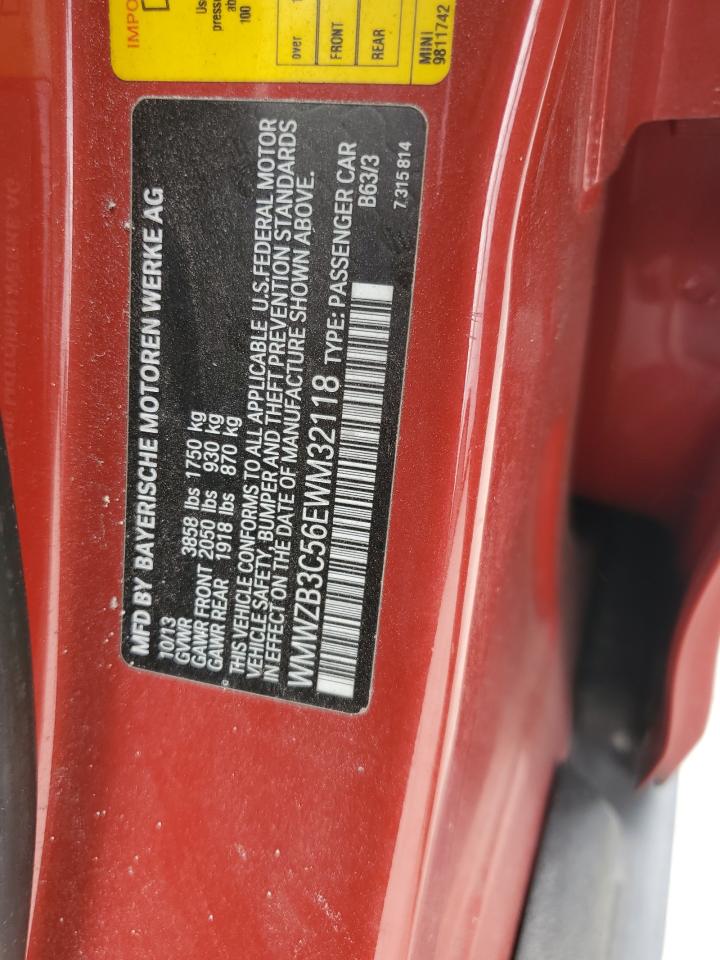 MFD BY BAYERISCHE MOTOREN WERKE AG
10/13
GVWR 3858 lbs 1750 kg
GAWR FRONT 2050 lbs 930 kg
GAWR REAR 1918 lbs 870 kg
THIS VEHICLE CONFORMS TO ALL APPLICABLE U.S. FEDERAL MOTOR
VEHICLE SAFETY, BUMPER AND THEFT PREVENTION STANDARDS
IN EFFECT ON THE DATE OF MANUFACTURE SHOWN ABOVE.
WMWZB3C56EWM32118 TYPE: PASSENGER CAR
B63/3
7 315 814
over
FRONT
REAR
MINI
9811742
100